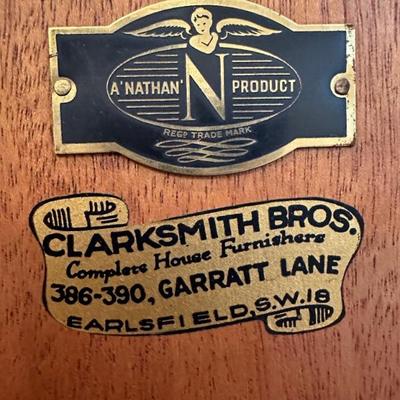 A 'NATHAN' N PRODUCT
REGD TRADE MARK
CLARKSMITH BROS.
Complete House Furnishers
386-390, GARRATT LANE
EARLSFIELD, S.W.18